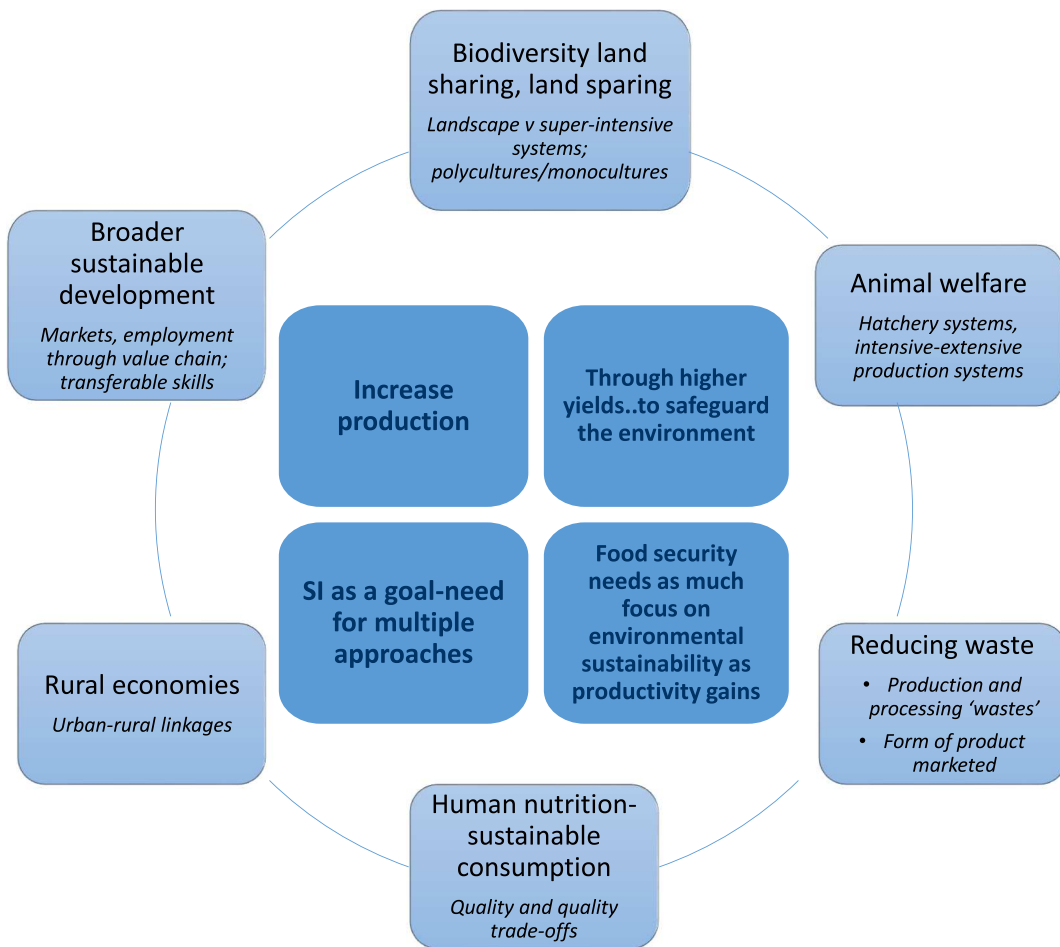 Biodiversity land
sharing, land sparing
Landscape v super-intensive
systems;
polycultures/monocultures
Broader
sustainable
development
Markets, employment
through value chain;
transferable skills
Animal welfare
Hatchery systems,
intensive-extensive
production systems
Increase
production
Through higher
yields..to safeguard
the environment
SI as a goal-need
for multiple
approaches
Food security
needs as much
focus on
environmental
sustainability as
productivity gains
Rural economies
Urban-rural linkages
Reducing waste
• Production and
processing ‘wastes’
• Form of product
marketed
Human nutrition-
sustainable
consumption
Quality and quality
trade-offs